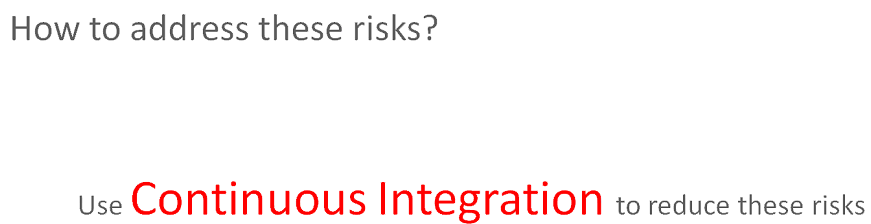 How to address these risks?
Use Continuous Integration to reduce these risks